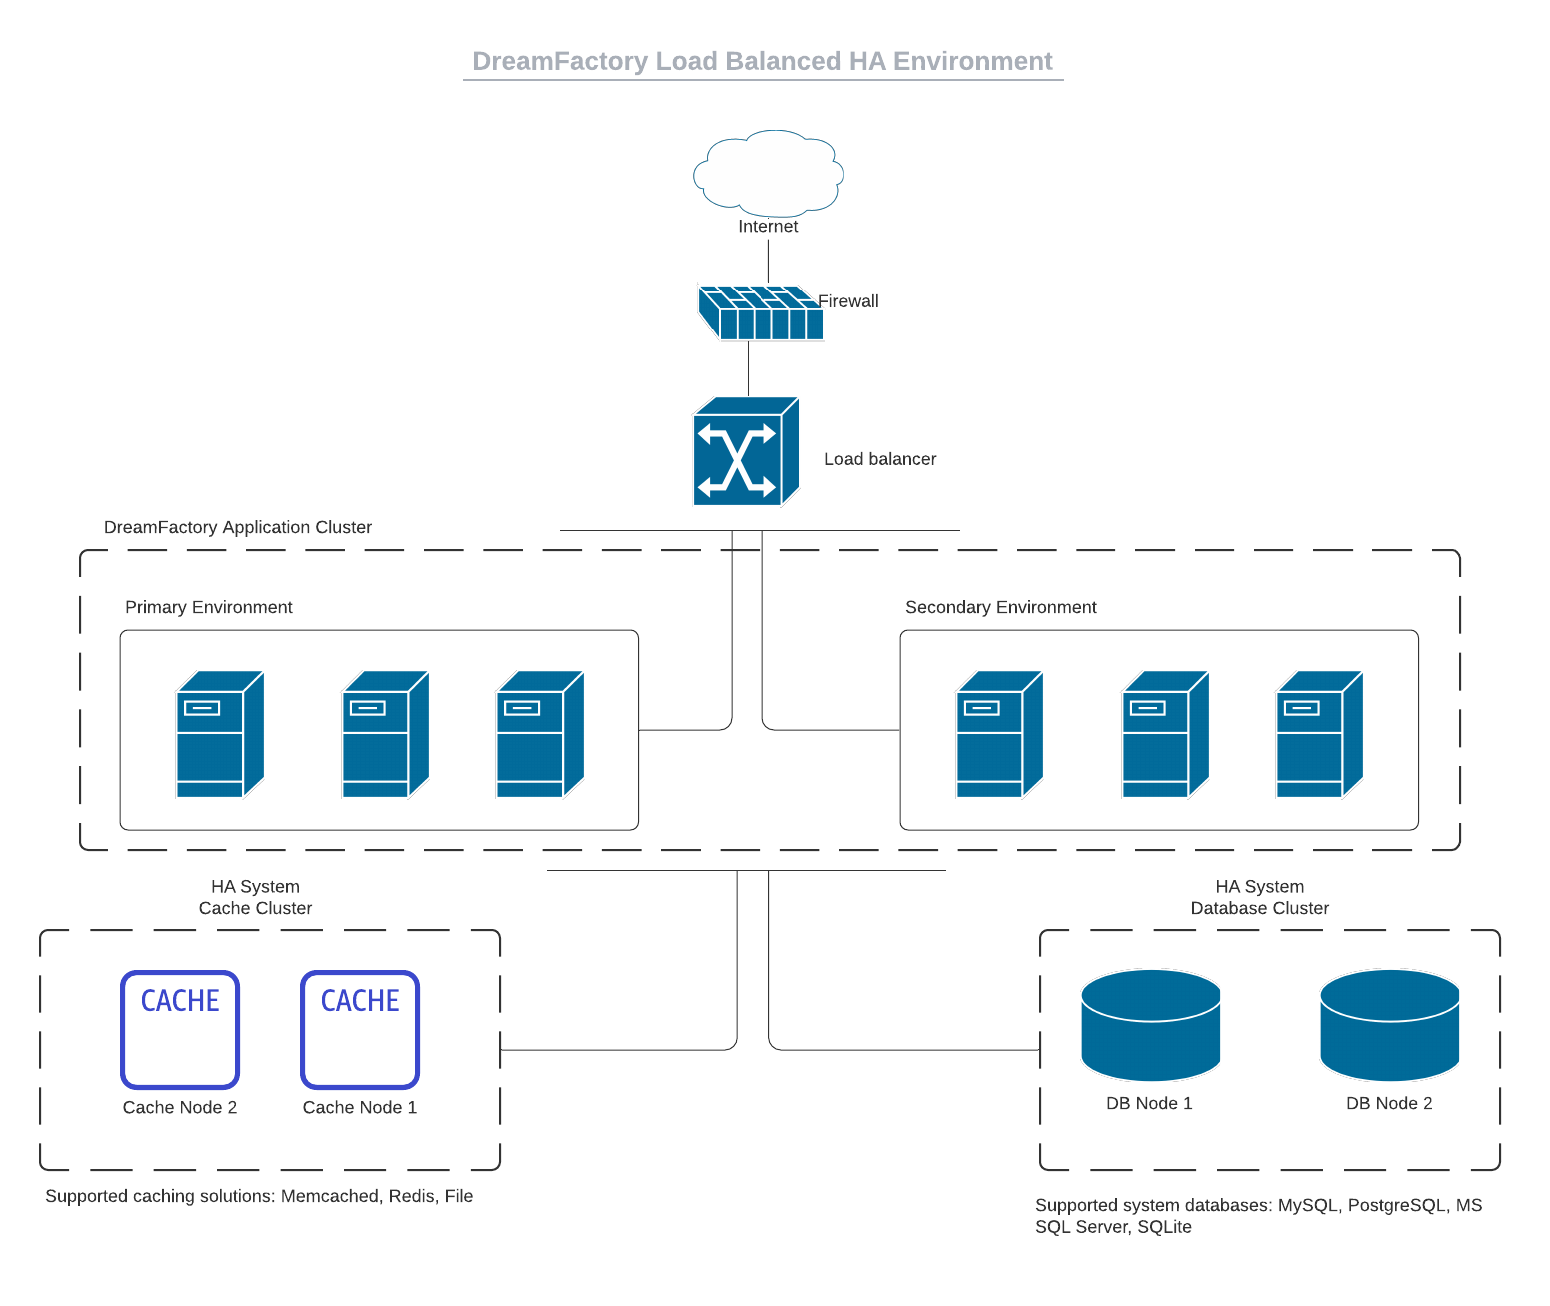 DreamFactory Load Balanced HA Environment
Internet
Firewall
Load balancer
DreamFactory Application Cluster
Primary Environment
Secondary Environment
HA System
Cache Cluster
HA System
Database Cluster
CACHE
CACHE
Cache Node 2
Cache Node 1
DB Node 1
DB Node 2
Supported caching solutions: Memcached, Redis, File
Supported system databases: MySQL, PostgreSQL, MS
SQL Server, SQLite